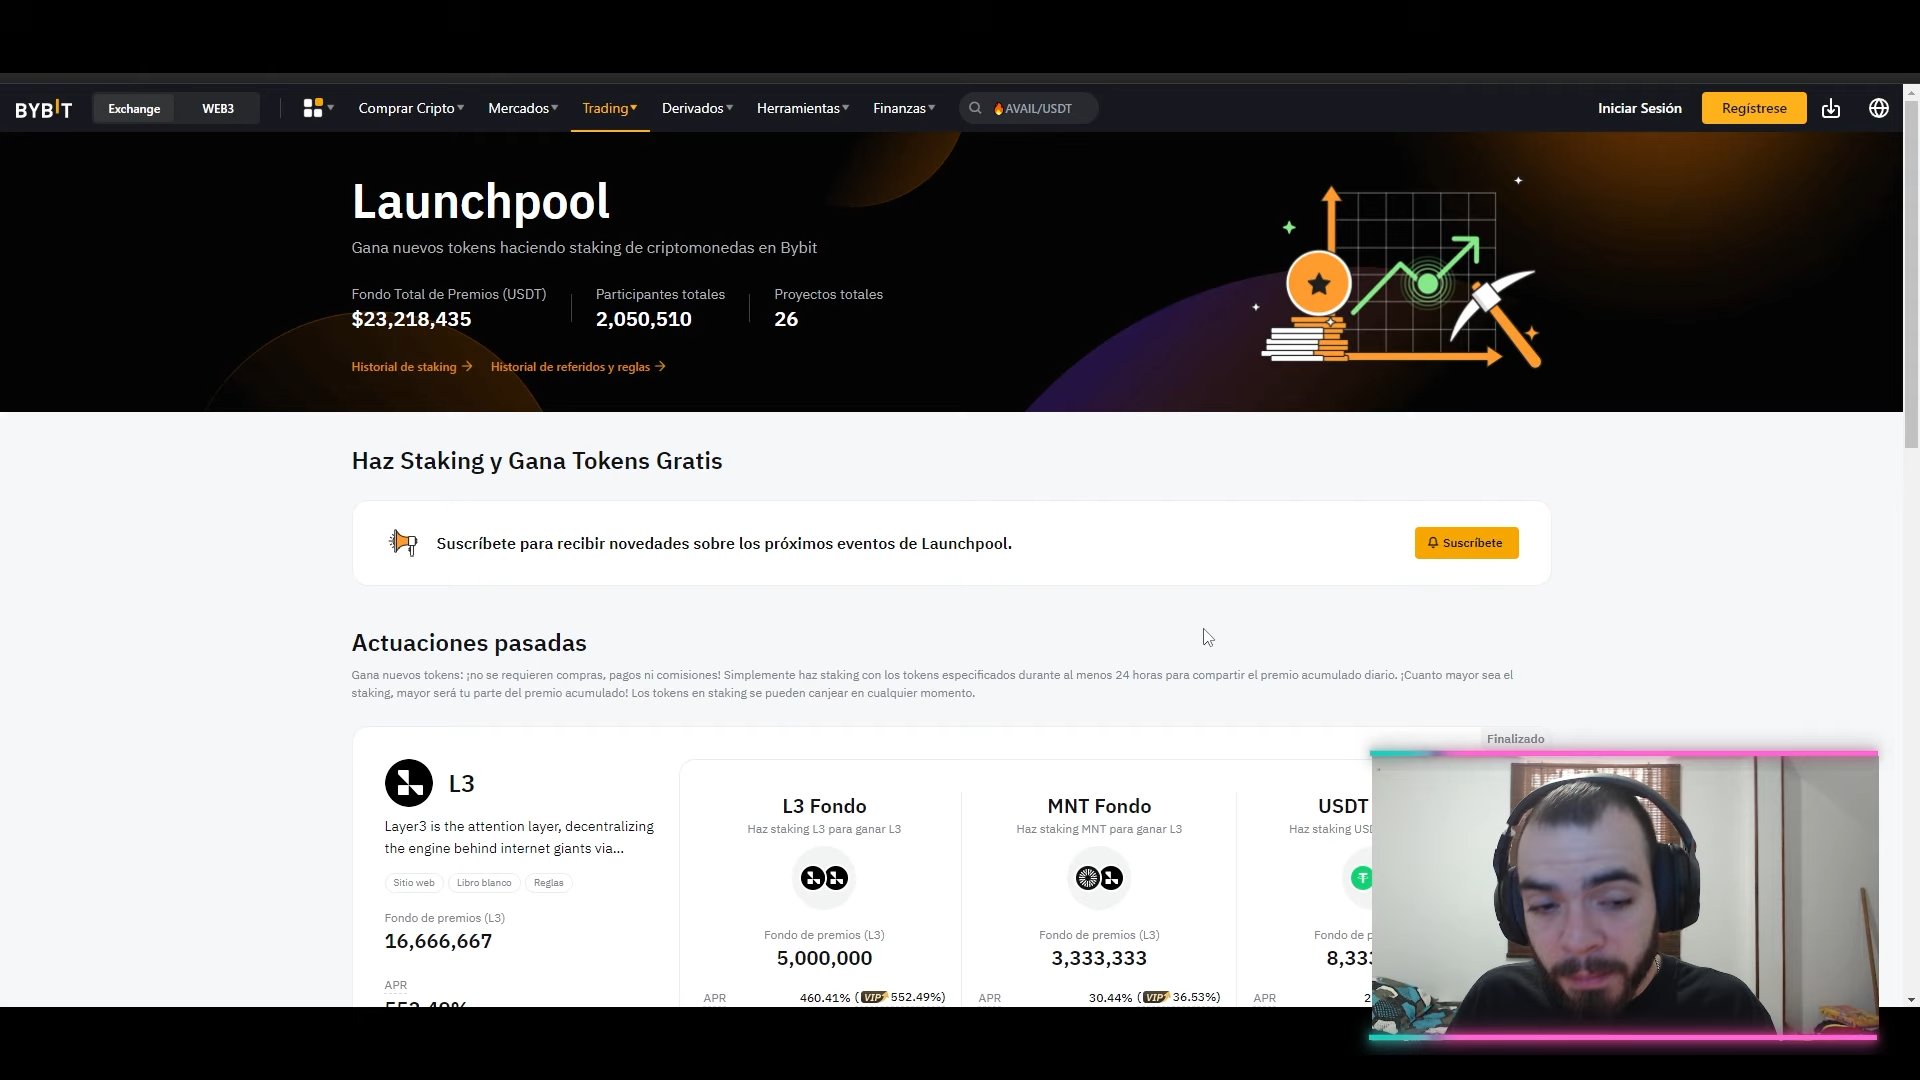 BYBIT Exchange WEB3 Comprar Cripto Mercados Trading Derivados Herramientas Finanzas AVAIL/USDT Iniciar Sesión Regístrese
Launchpool
Gana nuevos tokens haciendo staking de criptomonedas en Bybit
Fondo Total de Premios (USDT) Participantes totales Proyectos totales
$23,218,435 2,050,510 26
Historial de staking Historial de referidos y reglas
Haz Staking y Gana Tokens Gratis
Suscríbete para recibir novedades sobre los próximos eventos de Launchpool. Suscríbete
Actuaciones pasadas
Gana nuevos tokens: ¡no se requieren compras, pagos ni comisiones! Simplemente haz staking con los tokens especificados durante al menos 24 horas para compartir el premio acumulado diario. ¡Cuanto mayor sea el
staking, mayor será tu parte del premio acumulado! Los tokens en staking se pueden canjear en cualquier momento.
Finalizado
L3
Layer3 is the attention layer, decentralizing
the engine behind internet giants via...
Sitio web Libro blanco Reglas
Fondo de premios (L3)
16,666,667
APR
552.49%
L3 Fondo
Haz staking L3 para ganar L3
Fondo de premios (L3)
5,000,000
APR 460.41% (VIP 552.49%)
MNT Fondo
Haz staking MNT para ganar L3
Fondo de premios (L3)
3,333,333
APR 30.44% (VIP 36.53%)
USDT
Haz staking
Fondo de
8,33
APR 2